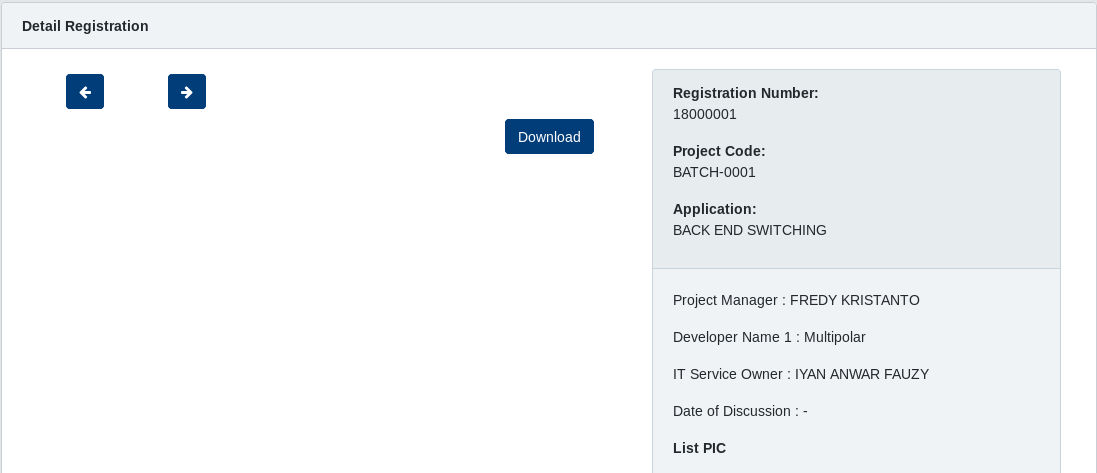 Detail Registration
Download
Registration Number:
18000001
Project Code:
BATCH-0001
Application:
BACK END SWITCHING
Project Manager : FREDY KRISTANTO
Developer Name 1 : Multipolar
IT Service Owner : IYAN ANWAR FAUZY
Date of Discussion : -
List PIC